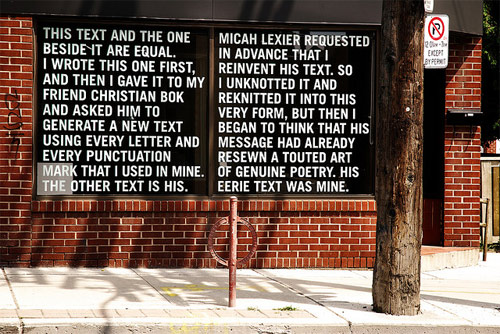 THIS TEXT AND THE ONE
BESIDE IT ARE EQUAL.
I WROTE THIS ONE FIRST,
AND THEN I GAVE IT TO MY
FRIEND CHRISTIAN BOK
AND ASKED HIM TO
GENERATE A NEW TEXT
USING EVERY LETTER AND
EVERY PUNCTUATION
MARK THAT I USED IN MINE.
THE OTHER TEXT IS HIS.
MICAH LEXIER REQUESTED
IN ADVANCE THAT I
REINVENT HIS TEXT. SO
I UNKNOTTED IT AND
REKNITTED IT INTO THIS
VERY FORM, BUT THEN I
BEGAN TO THINK THAT HIS
MESSAGE HAD ALREADY
RESEWN A TOUTED ART
OF GENUINE POETRY. HIS
EERIE TEXT WAS MINE.
EXCEPT
BY PERMIT